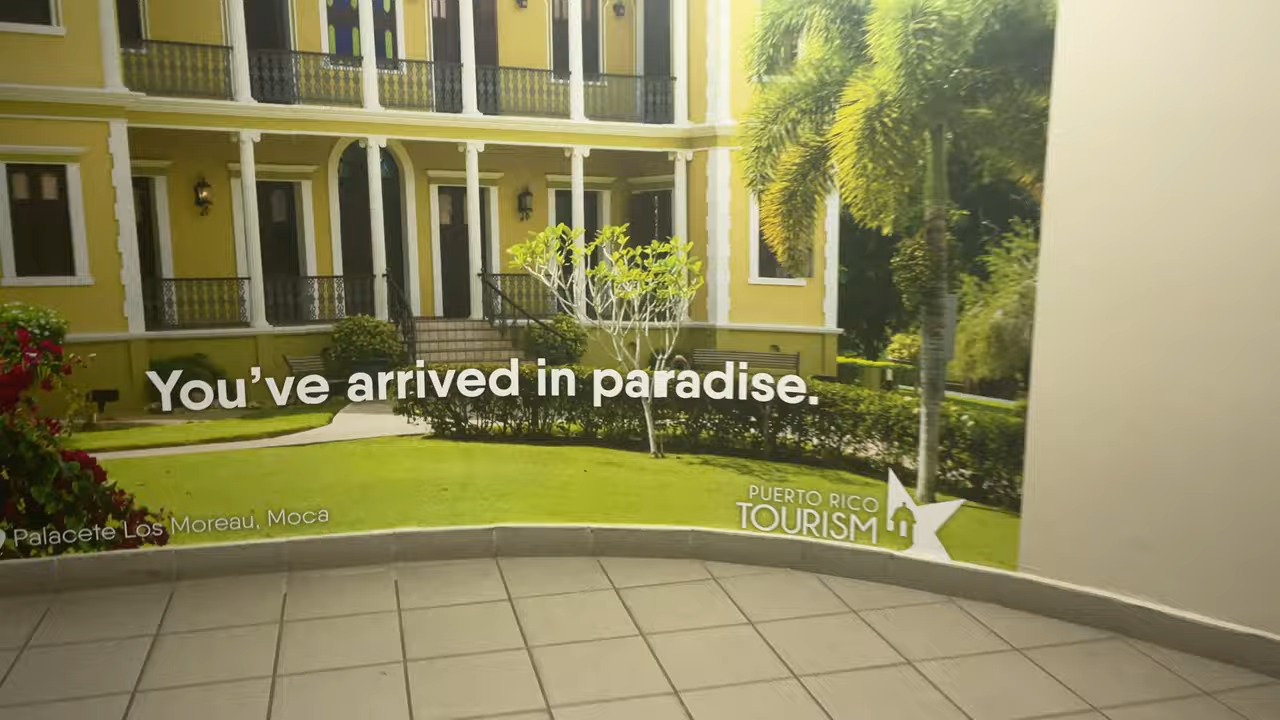 You've arrived in paradise.
Palacete Los Moreau, Moca
PUERTO RICO
TOURISM